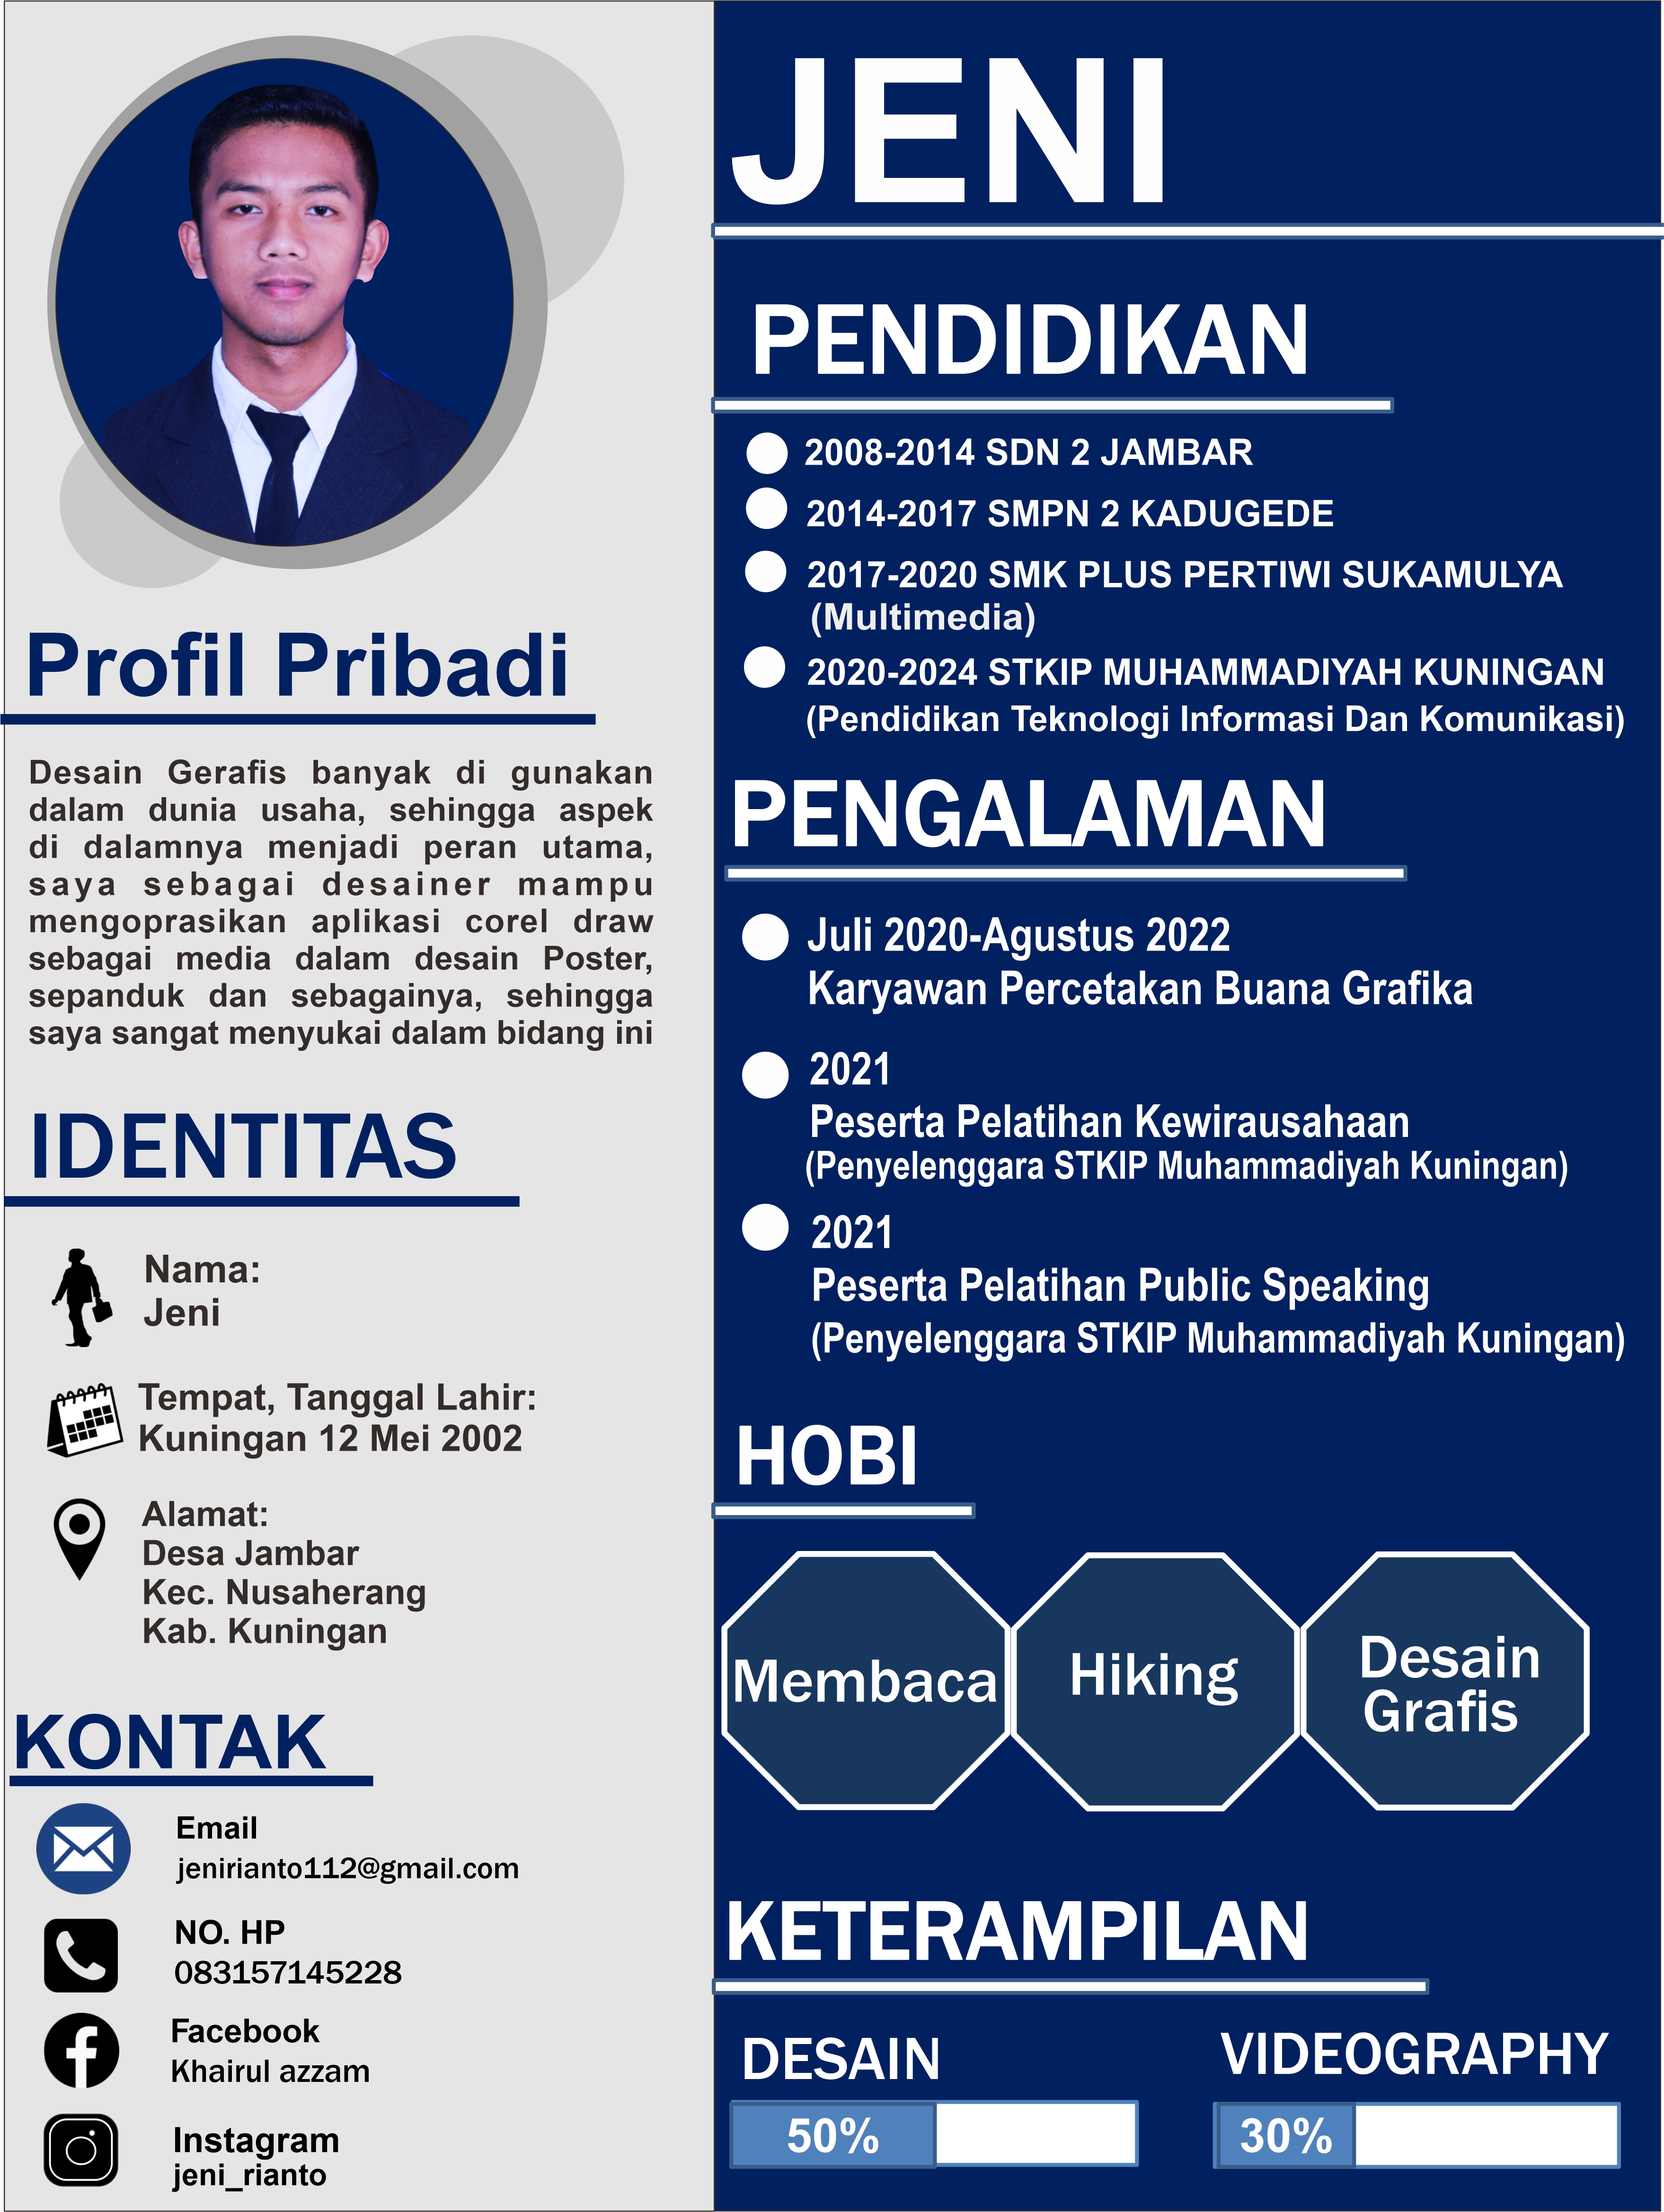 Profil Pribadi
Desain Gerafis banyak di gunakan
dalam dunia usaha, sehingga aspek
di dalamnya menjadi peran utama,
saya sebagai desainer mampu
mengoprasikan aplikasi corel draw
sebagai media dalam desain Poster,
sepanduk dan sebagainya, sehingga
saya sangat menyukai dalam bidang ini
IDENTITAS
Nama:
Jeni
Tempat, Tanggal Lahir:
Kuningan 12 Mei 2002
Alamat:
Desa Jambar
Kec. Nusaherang
Kab. Kuningan
KONTAK
Email
jenirianto112@gmail.com
NO. HP
083157145228
Facebook
Khairul azzam
Instagram
jeni_rianto
JENI
PENDIDIKAN
2008-2014 SDN 2 JAMBAR
2014-2017 SMPN 2 KADUGEDE
2017-2020 SMK PLUS PERTIWI SUKAMULYA
(Multimedia)
2020-2024 STKIP MUHAMMADIYAH KUNINGAN
(Pendidikan Teknologi Informasi Dan Komunikasi)
PENGALAMAN
Juli 2020-Agustus 2022
Karyawan Percetakan Buana Grafika
2021
Peserta Pelatihan Kewirausahaan
(Penyelenggara STKIP Muhammadiyah Kuningan)
2021
Peserta Pelatihan Public Speaking
(Penyelenggara STKIP Muhammadiyah Kuningan)
HOBI
Membaca
Hiking
Desain
Grafis
KETERAMPILAN
DESAIN
50%
VIDEOGRAPHY
30%